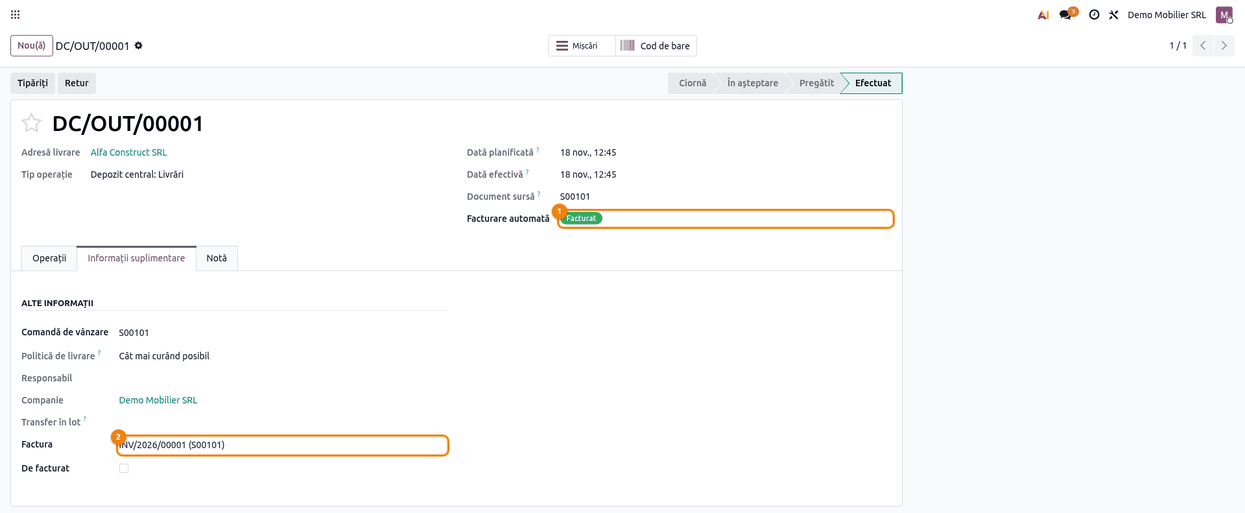 AI 3 Demo Mobilier SRL M
Nou(ă) DC/OUT/00001 Mișcări Cod de bare 1 / 1
Tipăriți Retur Ciornă În așteptare Pregătit Efectuat
DC/OUT/00001
Adresă livrare Alfa Construct SRL Dată planificată ? 18 nov., 12:45
Tip operație Depozit central: Livrări Dată efectivă ? 18 nov., 12:45
Document sursă ? S00101
Facturare automată 1 Facturat
Operații Informații suplimentare Notă
ALTE INFORMAȚII
Comandă de vânzare S00101
Politică de livrare ? Cât mai curând posibil
Responsabil
Companie Demo Mobilier SRL
Transfer în lot ?
Factura 2 INV/2026/00001 (S00101)
De facturat